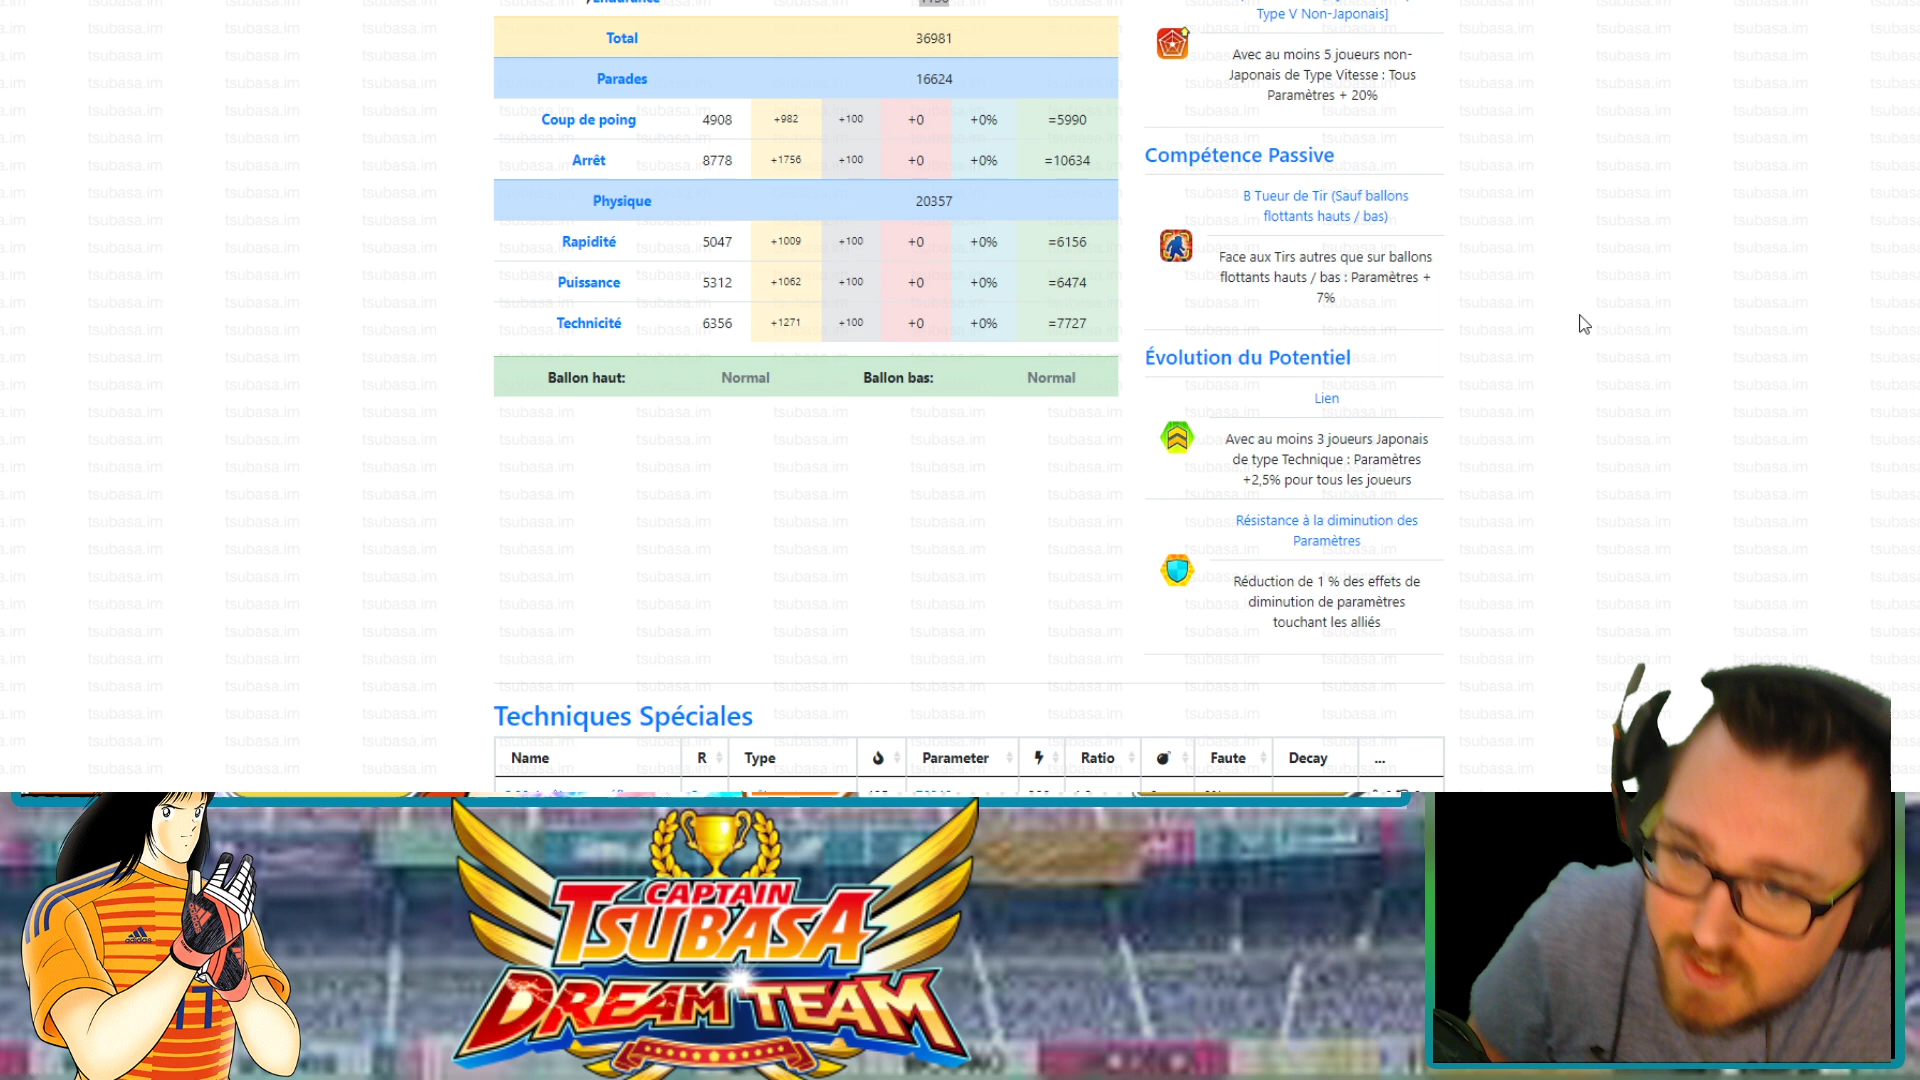 Endurance
Total 36981
Parades 16624
Coup de poing 4908 +982 +100 +0 +0% =5990
Arrêt 8778 +1756 +100 +0 +0% =10634
Physique 20357
Rapidité 5047 +1009 +100 +0 +0% =6156
Puissance 5312 +1062 +100 +0 +0% =6474
Technicité 6356 +1271 +100 +0 +0% =7727
Ballon haut: Normal Ballon bas: Normal
Type V Non-Japonais]
Avec au moins 5 joueurs non-
Japonais de Type Vitesse : Tous
Paramètres + 20%
Compétence Passive
B Tueur de Tir (Sauf ballons
flottants hauts / bas)
Face aux Tirs autres que sur ballons
flottants hauts / bas : Paramètres +
7%
Évolution du Potentiel
Lien
Avec au moins 3 joueurs Japonais
de type Technique : Paramètres
+2,5% pour tous les joueurs
Résistance à la diminution des
Paramètres
Réduction de 1 % des effets de
diminution de paramètres
touchant les alliés
Techniques Spéciales
Name R Type Parameter Ratio Faute Decay ...
tsubasa.im
adidas
CAPTAIN
TSUBASA
DREAM TEAM